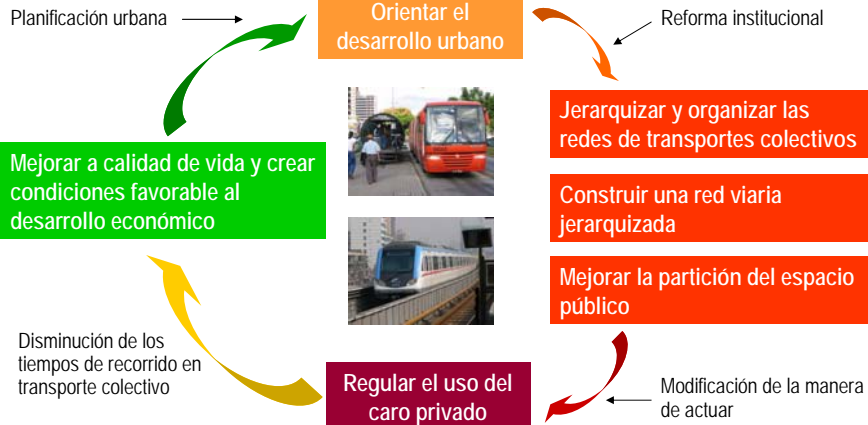 Planificación urbana
Orientar el
desarrollo urbano
Reforma institucional
Jerarquizar y organizar las
redes de transportes colectivos
Mejorar a calidad de vida y crear
condiciones favorable al
desarrollo económico
Construir una red viaria
jerarquizada
Mejorar la partición del espacio
público
Disminución de los
tiempos de recorrido en
transporte colectivo
Regular el uso del
caro privado
Modificación de la manera
de actuar